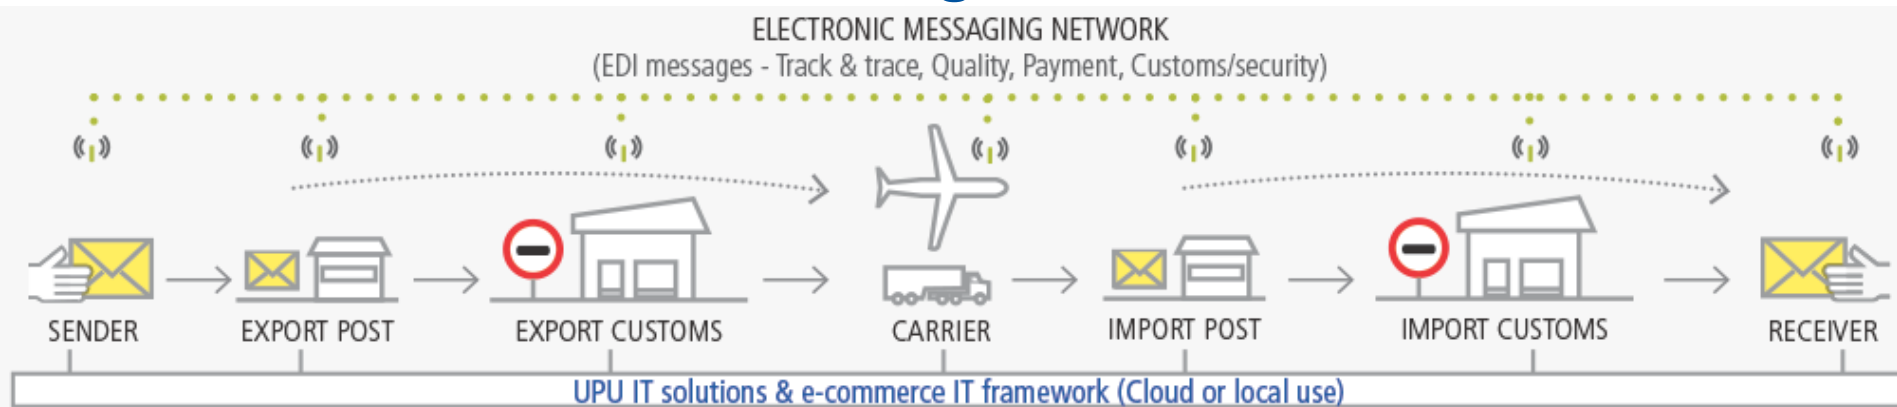 ELECTRONIC MESSAGING NETWORK
(EDI messages - Track & trace, Quality, Payment, Customs/security)
SENDER
EXPORT POST
EXPORT CUSTOMS
CARRIER
IMPORT POST
IMPORT CUSTOMS
RECEIVER
UPU IT solutions & e-commerce IT framework (Cloud or local use)